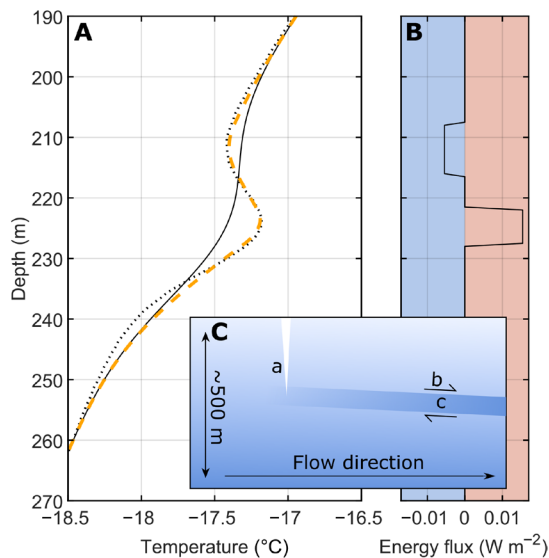 A
B
190
200
210
220
230
240
250
260
270
Depth (m)
C
a
b
c
~500 m
Flow direction
−18.5 −18 −17.5 −17 −16.5
−0.01 0 0.01
Temperature (°C)
Energy flux (W m⁻²)